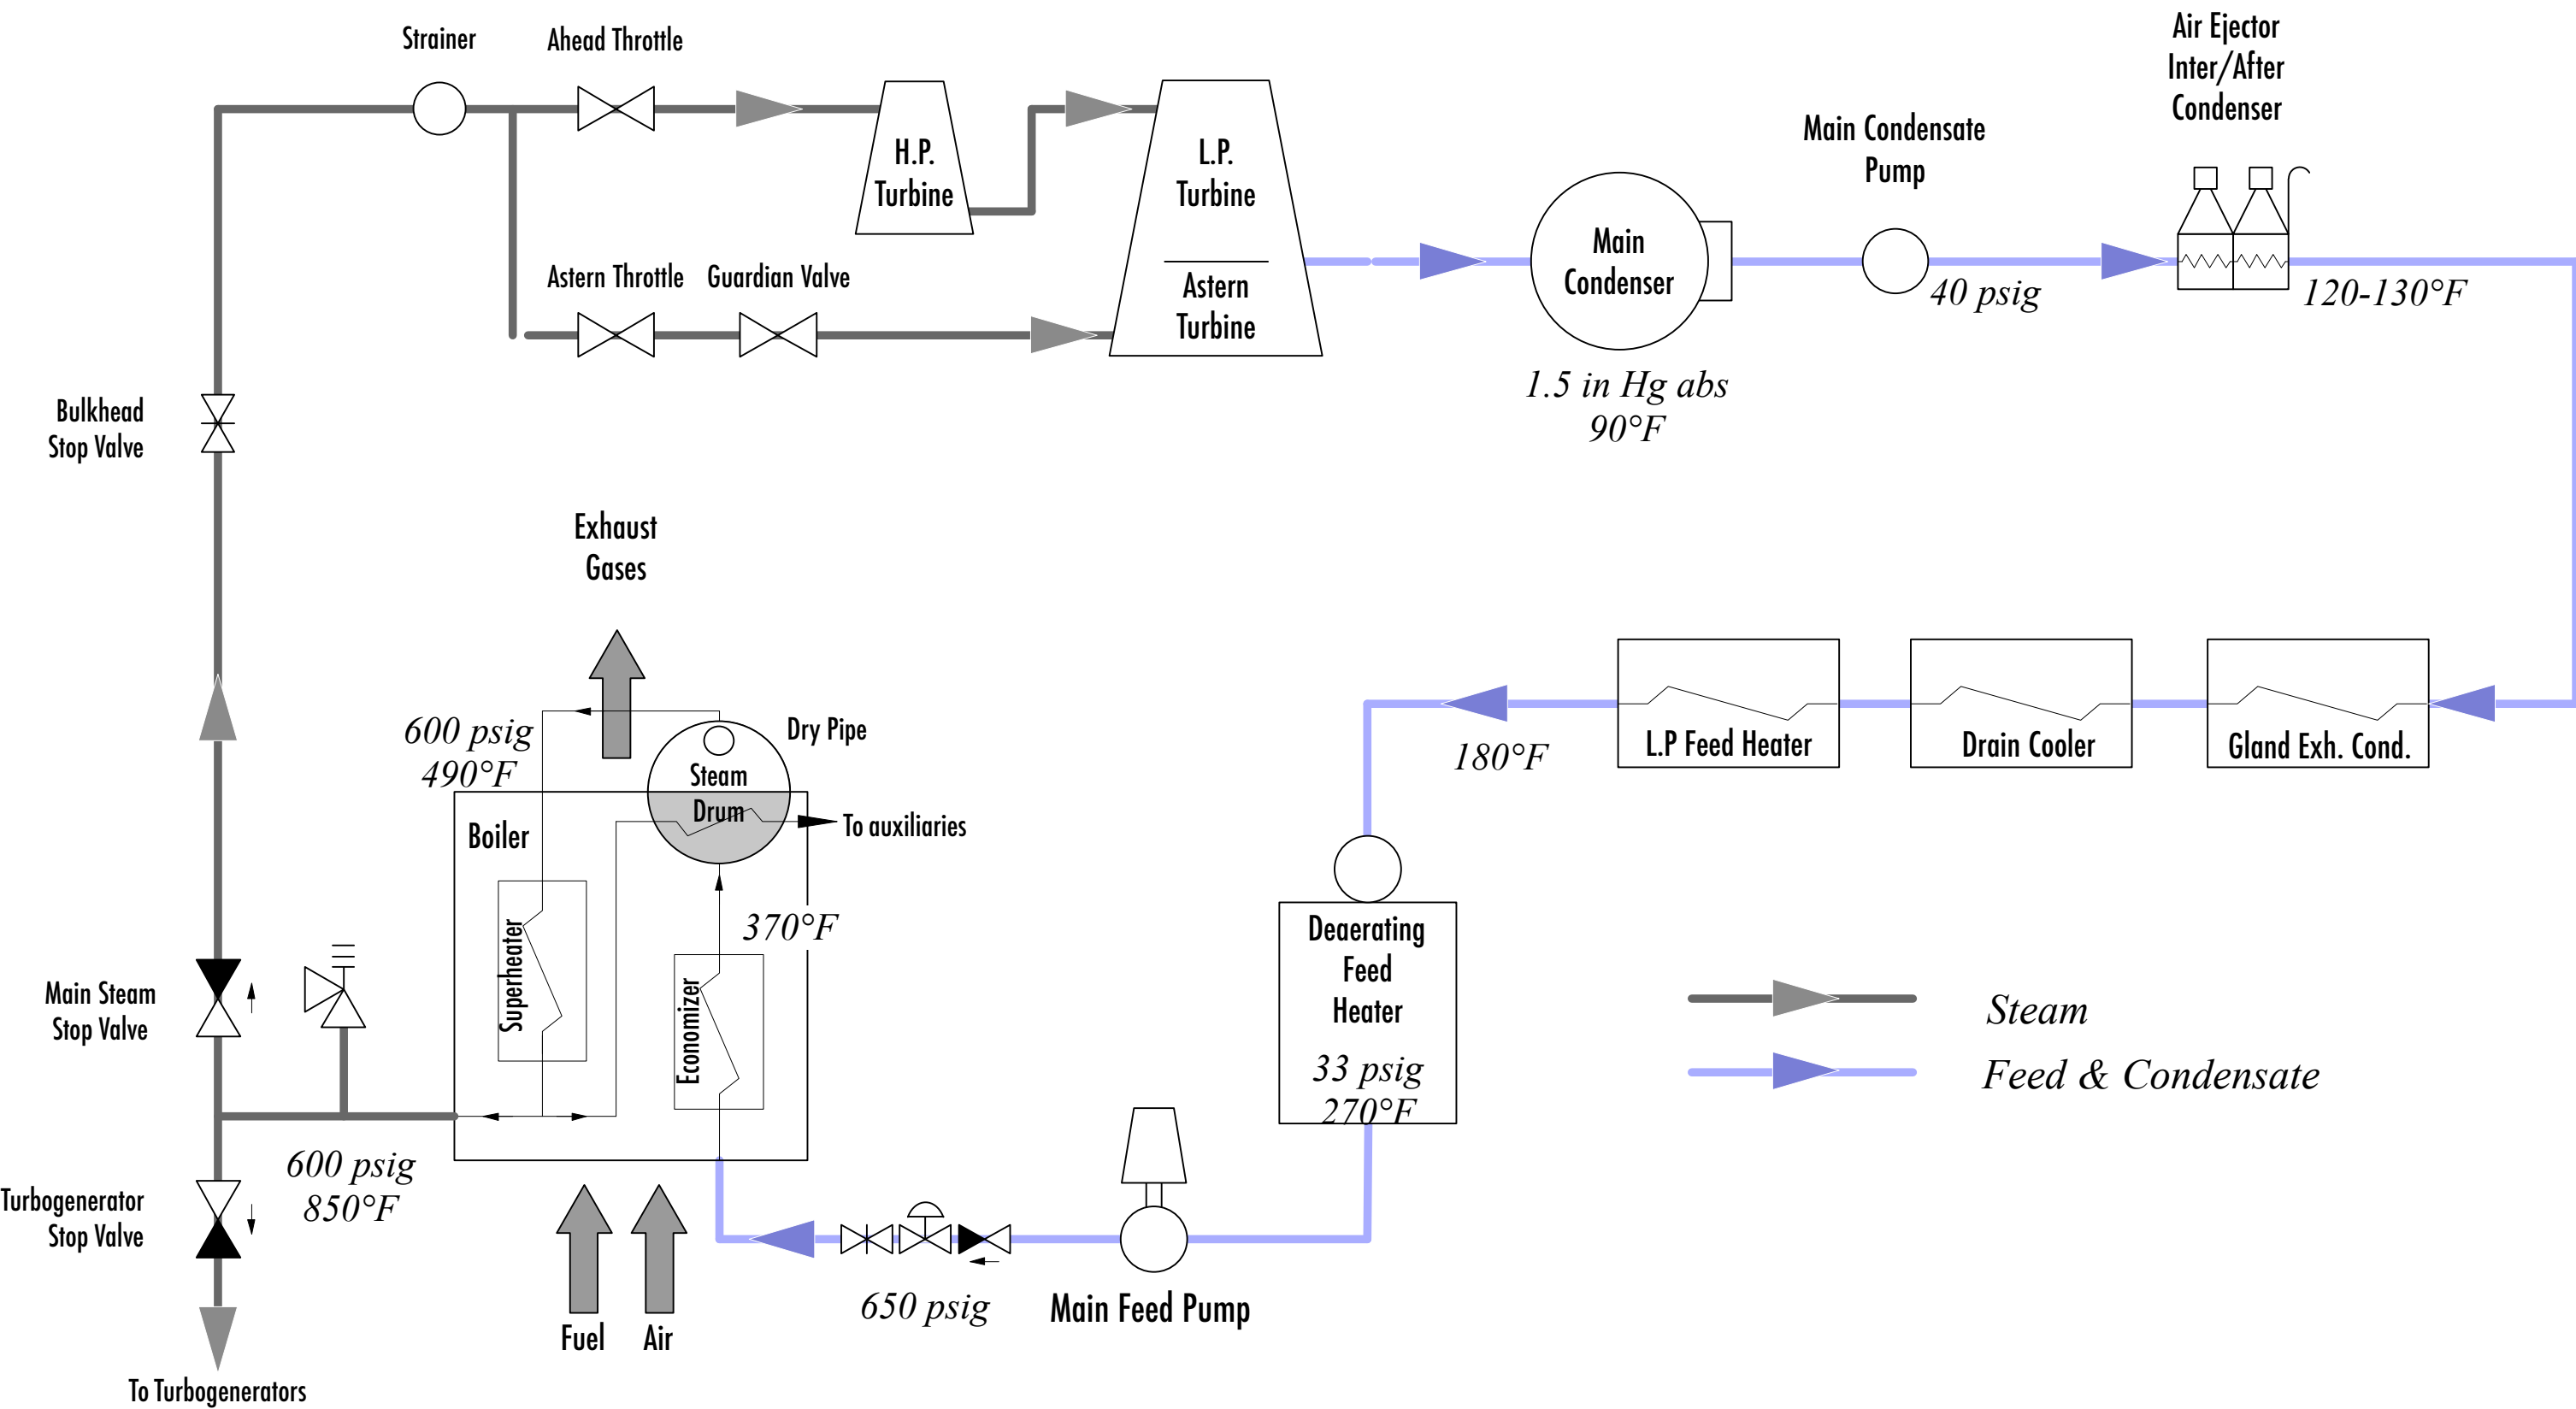 Strainer
Ahead Throttle
Air Ejector
Inter/After
Condenser
Main Condensate
Pump
H.P.
Turbine
L.P.
Turbine
Astern
Turbine
Astern Throttle
Guardian Valve
Main
Condenser
40 psig
120-130°F
1.5 in Hg abs
90°F
Bulkhead
Stop Valve
Exhaust
Gases
600 psig
490°F
Dry Pipe
Steam
Drum
To auxiliaries
Boiler
Superheater
Economizer
370°F
180°F
L.P Feed Heater
Drain Cooler
Gland Exh. Cond.
Deaerating
Feed
Heater
33 psig
270°F
Main Steam
Stop Valve
Steam
Feed & Condensate
600 psig
850°F
Turbogenerator
Stop Valve
650 psig
Main Feed Pump
Fuel
Air
To Turbogenerators